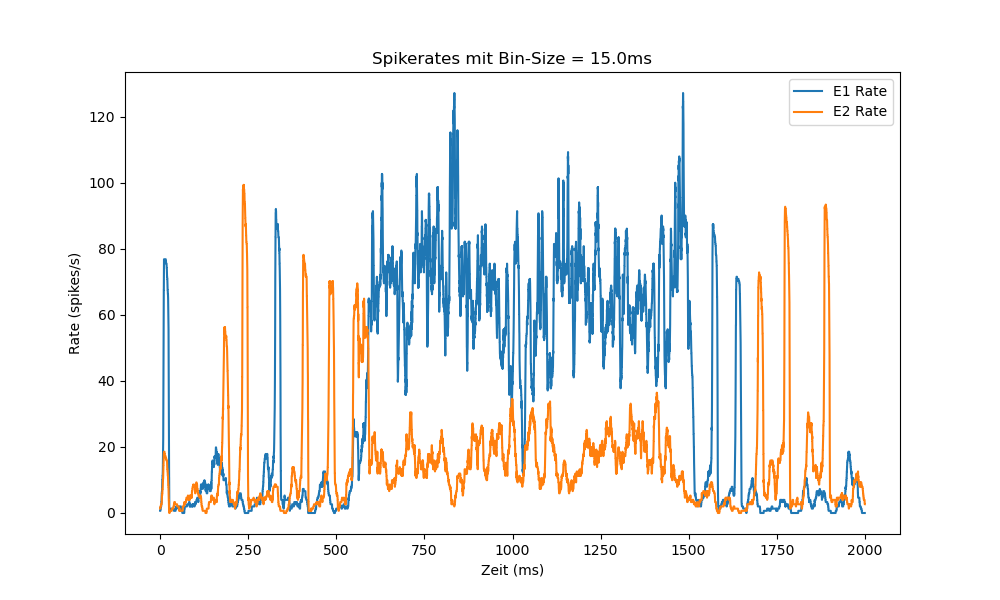 Spikerates mit Bin-Size = 15.0ms
E1 Rate
E2 Rate
120
100
80
60
40
20
0
Rate (spikes/s)
0 250 500 750 1000 1250 1500 1750 2000
Zeit (ms)